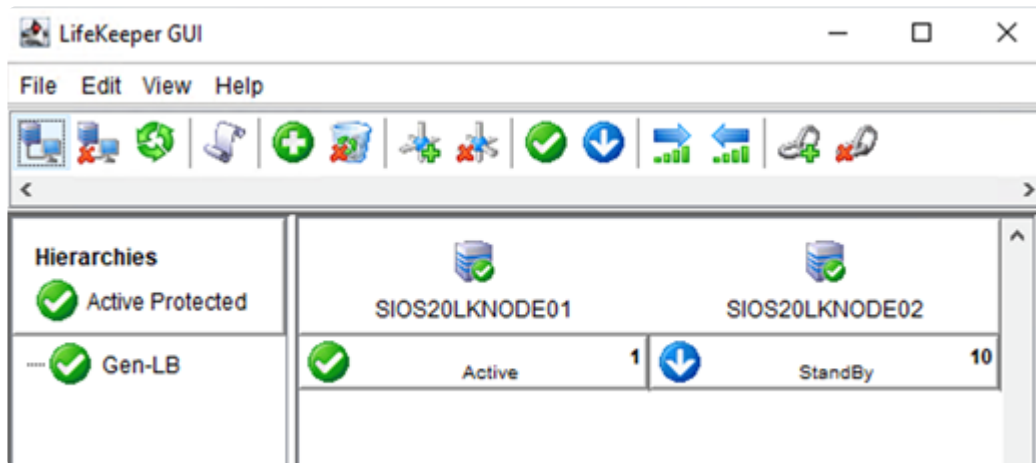 LifeKeeper GUI
File Edit View Help
Hierarchies
Active Protected
SIOS20LKNODE01 SIOS20LKNODE02
Gen-LB
Active 1 StandBy 10